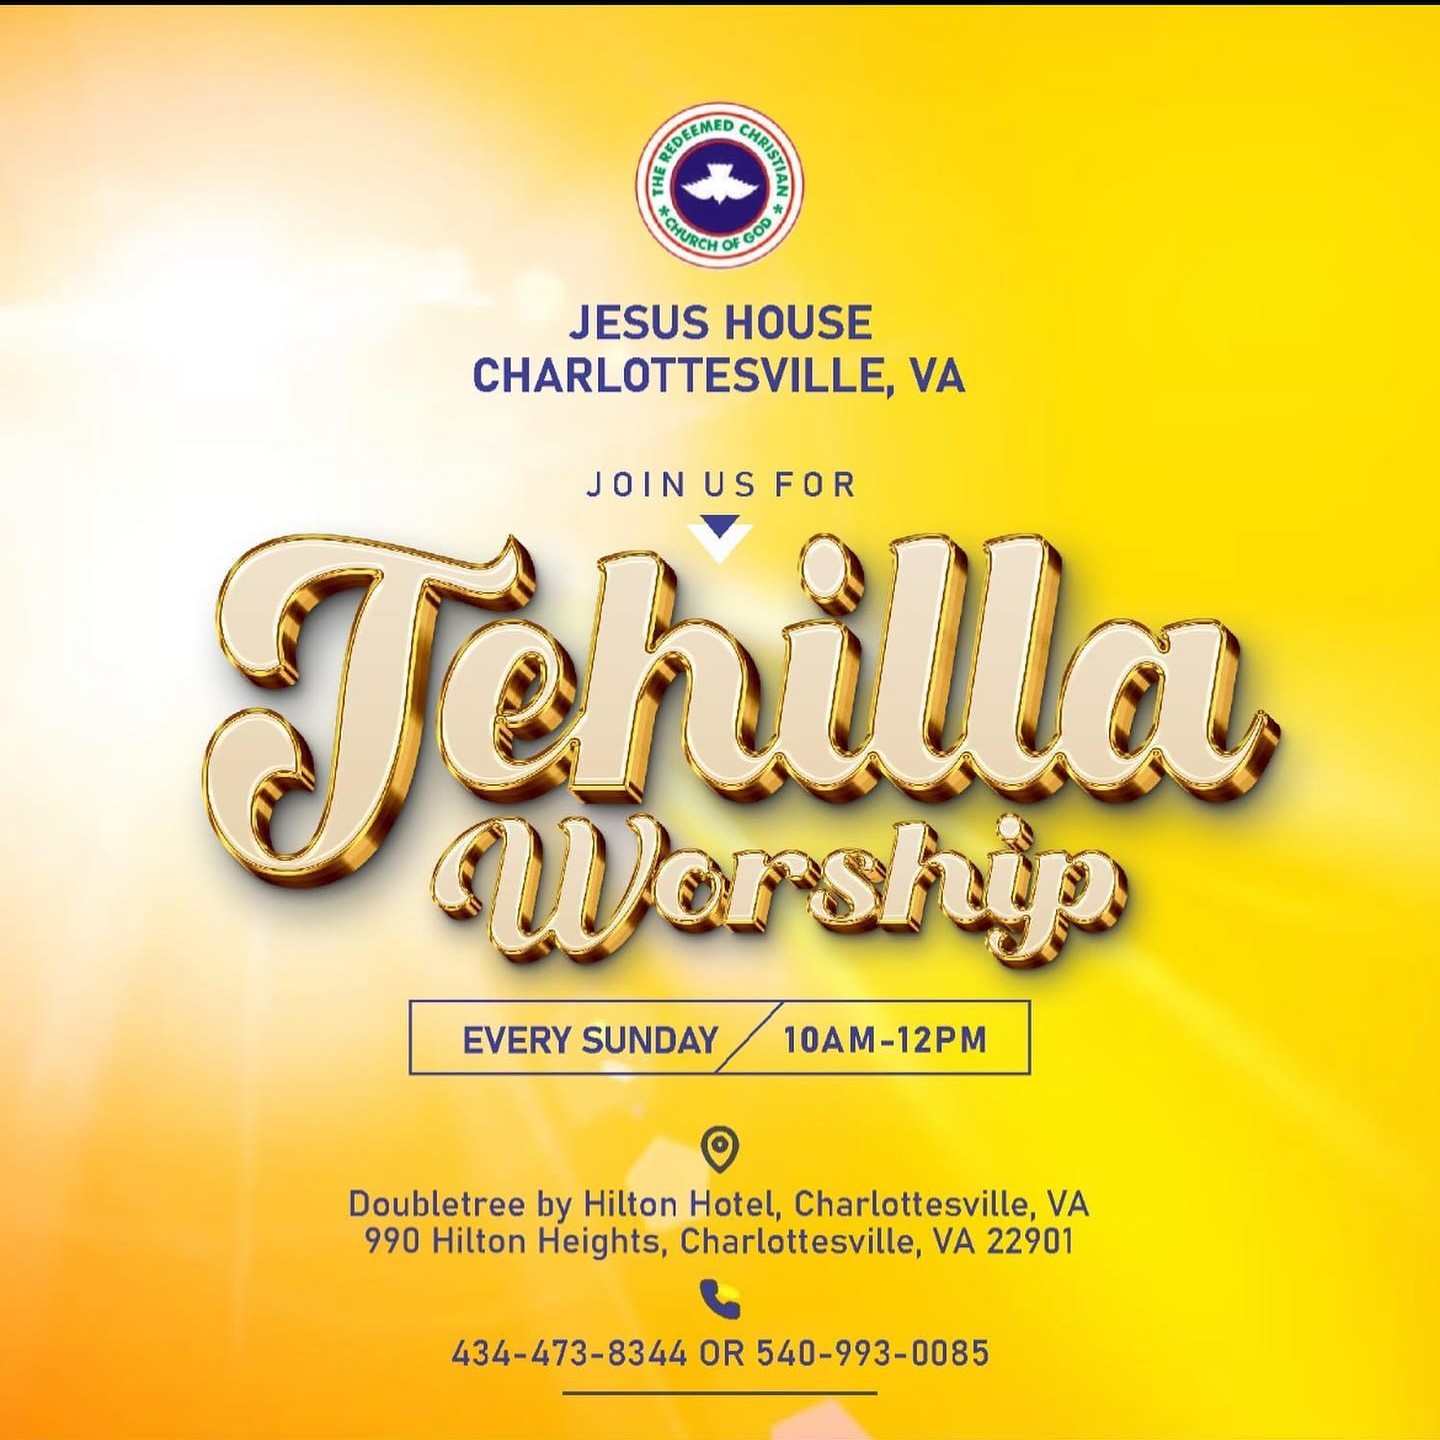 THE REDEEMED CHRISTIAN
* CHURCH OF GOD *
JESUS HOUSE
CHARLOTTESVILLE, VA
JOIN US FOR
Tehilla
Worship
EVERY SUNDAY / 10AM-12PM
Doubletree by Hilton Hotel, Charlottesville, VA
990 Hilton Heights, Charlottesville, VA 22901
434-473-8344 OR 540-993-0085